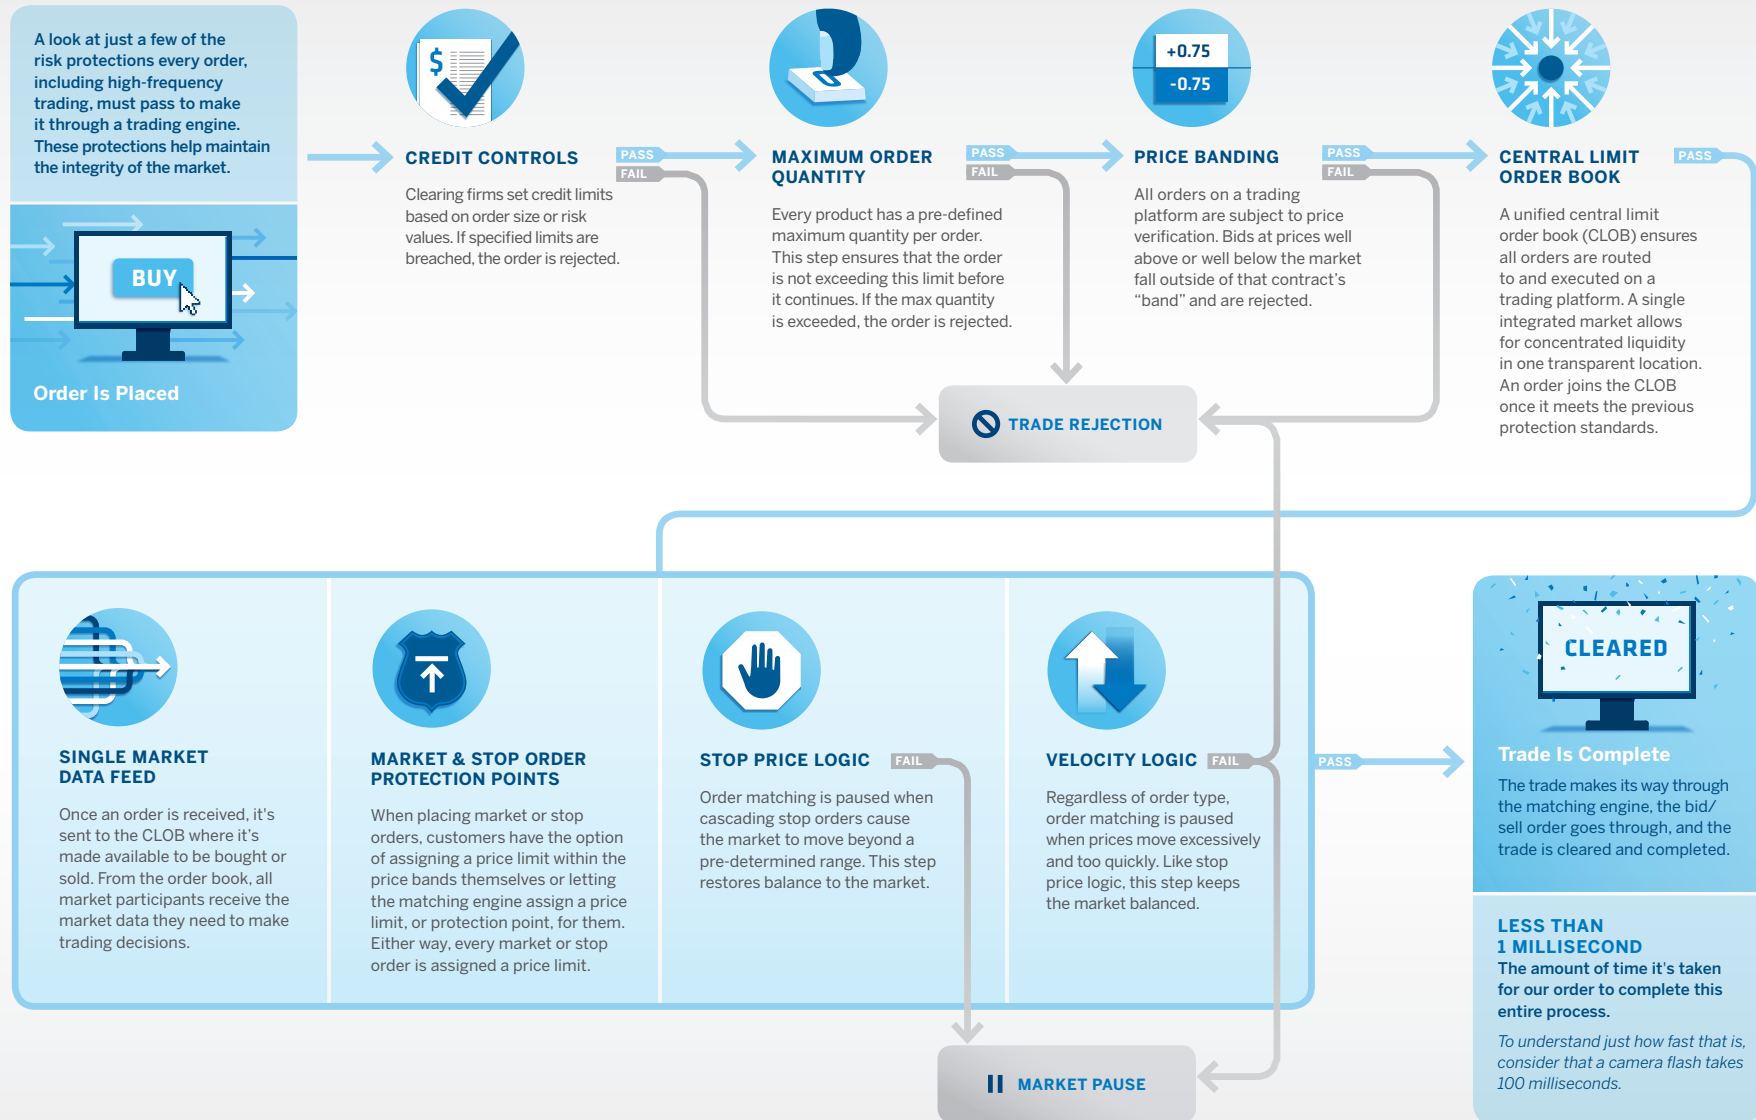 A look at just a few of the
risk protections every order,
including high-frequency
trading, must pass to make
it through a trading engine.
These protections help maintain
the integrity of the market.
BUY
Order Is Placed
$
CREDIT CONTROLS
Clearing firms set credit limits
based on order size or risk
values. If specified limits are
breached, the order is rejected.
PASS
FAIL
MAXIMUM ORDER
QUANTITY
Every product has a pre-defined
maximum quantity per order.
This step ensures that the order
is not exceeding this limit before
it continues. If the max quantity
is exceeded, the order is rejected.
PASS
FAIL
+0.75
-0.75
PRICE BANDING
All orders on a trading
platform are subject to price
verification. Bids at prices well
above or well below the market
fall outside of that contract’s
“band” and are rejected.
PASS
FAIL
CENTRAL LIMIT
ORDER BOOK
A unified central limit
order book (CLOB) ensures
all orders are routed
to and executed on a
trading platform. A single
integrated market allows
for concentrated liquidity
in one transparent location.
An order joins the CLOB
once it meets the previous
protection standards.
PASS
TRADE REJECTION
SINGLE MARKET
DATA FEED
Once an order is received, it's
sent to the CLOB where it’s
made available to be bought or
sold. From the order book, all
market participants receive the
market data they need to make
trading decisions.
MARKET & STOP ORDER
PROTECTION POINTS
When placing market or stop
orders, customers have the option
of assigning a price limit within the
price bands themselves or letting
the matching engine assign a price
limit, or protection point, for them.
Either way, every market or stop
order is assigned a price limit.
STOP PRICE LOGIC
FAIL
Order matching is paused when
cascading stop orders cause
the market to move beyond a
pre-determined range. This step
restores balance to the market.
VELOCITY LOGIC
FAIL
Regardless of order type,
order matching is paused
when prices move excessively
and too quickly. Like stop
price logic, this step keeps
the market balanced.
PASS
MARKET PAUSE
CLEARED
Trade Is Complete
The trade makes its way through
the matching engine, the bid/
sell order goes through, and the
trade is cleared and completed.
LESS THAN
1 MILLISECOND
The amount of time it's taken
for our order to complete this
entire process.
To understand just how fast that is,
consider that a camera flash takes
100 milliseconds.